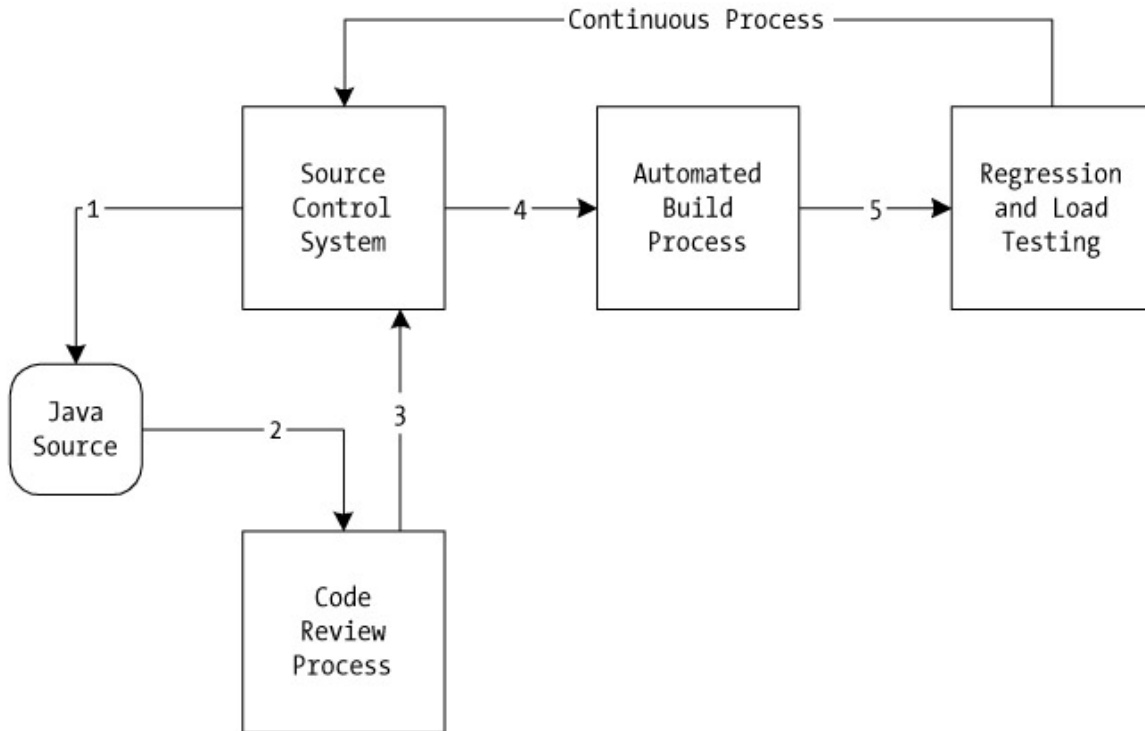 Continuous Process
Source
Control
System
Automated
Build
Process
Regression
and Load
Testing
1
4
5
Java
Source
2
3
Code
Review
Process